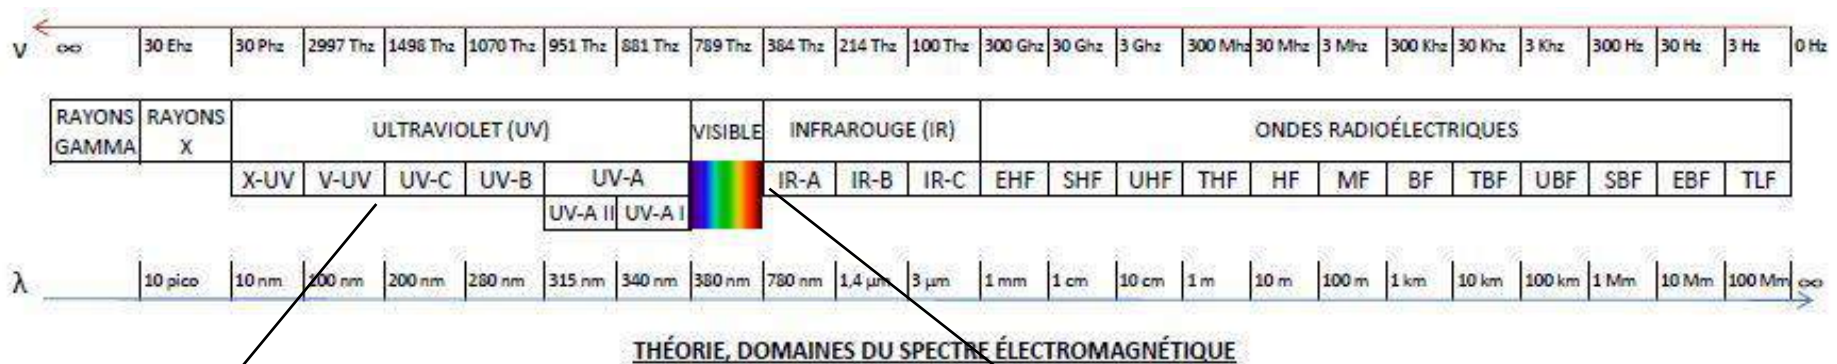 ν ∞ 30 Ehz 30 Phz 2997 Thz 1498 Thz 1070 Thz 951 Thz 881 Thz 789 Thz 384 Thz 214 Thz 100 Thz 300 Ghz 30 Ghz 3 Ghz 300 Mhz 30 Mhz 3 Mhz 300 Khz 30 Khz 3 Khz 300 Hz 30 Hz 3 Hz 0 Hz
RAYONS GAMMA RAYONS X ULTRAVIOLET (UV) VISIBLE INFRAROUGE (IR) ONDES RADIOÉLECTRIQUES
X-UV V-UV UV-C UV-B UV-A IR-A IR-B IR-C EHF SHF UHF THF HF MF BF TBF UBF SBF EBF TLF
UV-A II UV-A I
λ 10 pico 10 nm 100 nm 200 nm 280 nm 315 nm 340 nm 380 nm 780 nm 1,4 µm 3 µm 1 mm 1 cm 10 cm 1 m 10 m 100 m 1 km 10 km 100 km 1 Mm 10 Mm 100 Mm ∞
THÉORIE, DOMAINES DU SPECTRE ÉLECTROMAGNÉTIQUE